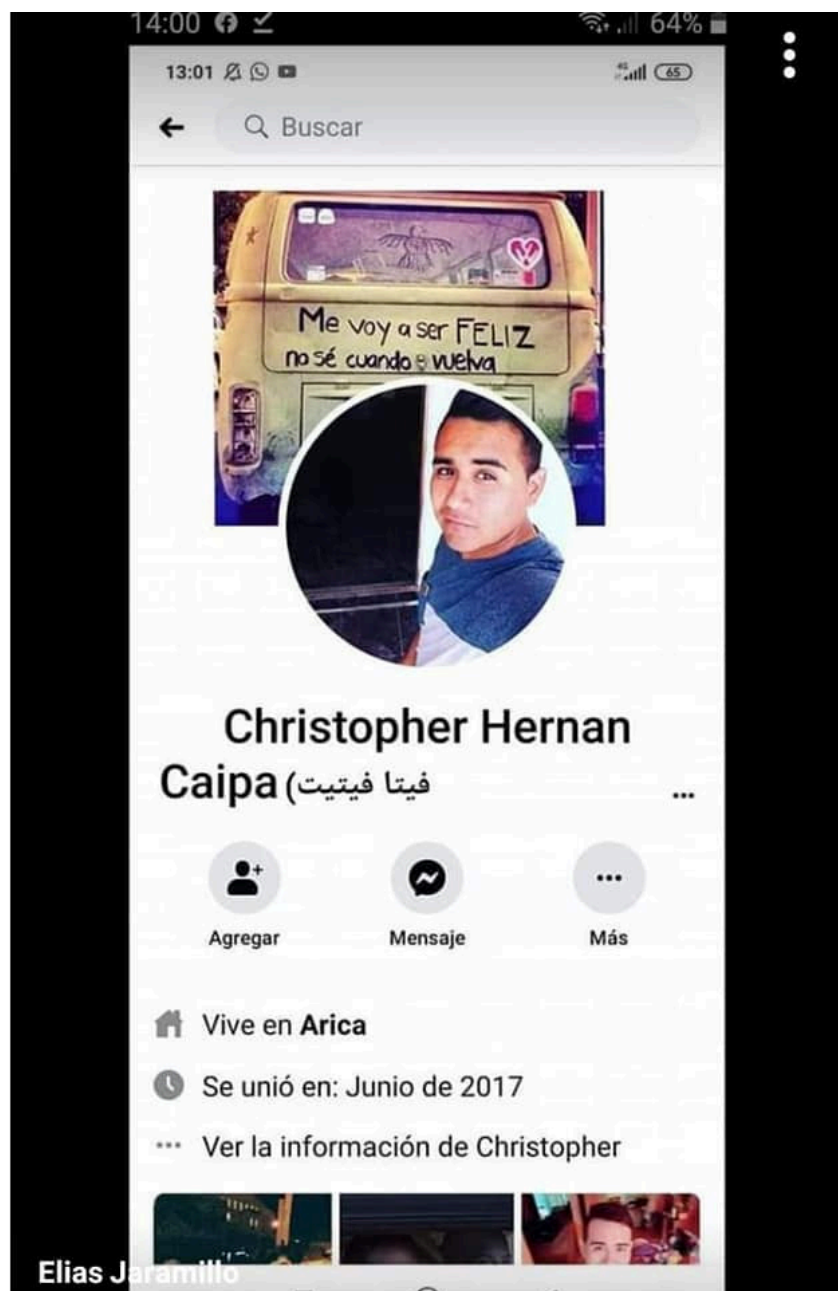 14:00
64%
13:01
4G
65
Buscar
Me voy a ser FELIZ
no sé cuando vuelva
Christopher Hernan
Caipa (فيتا فيتيت
...
Agregar
Mensaje
Más
Vive en Arica
Se unió en: Junio de 2017
... Ver la información de Christopher
Elias Jaramillo